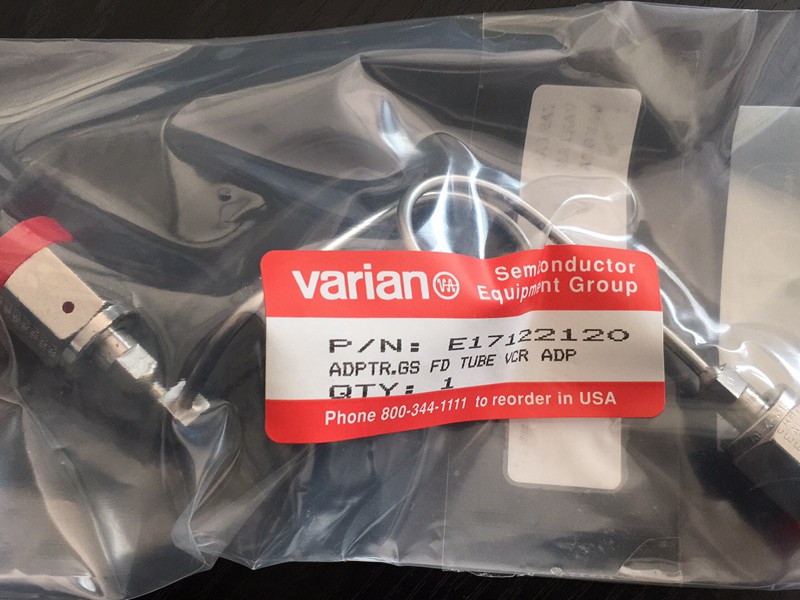 varian
Semiconductor
Equipment Group
P/N: E17122120
ADPTR.GS FD TUBE VCR ADP
QTY: 1
Phone 800-344-1111 to reorder in USA